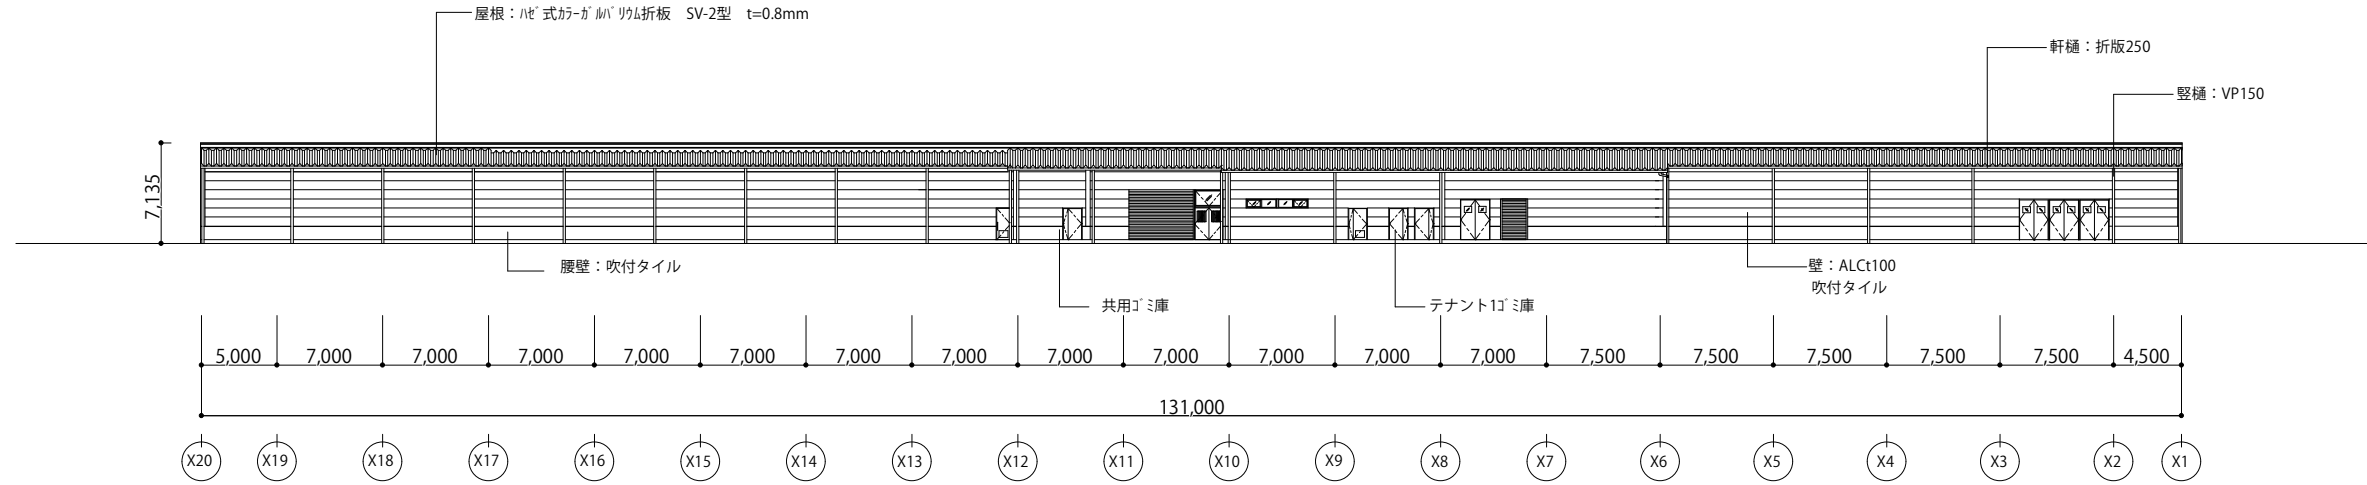 屋根：ﾊｾﾞ式ｶﾗｰｶﾞﾙﾊﾞﾘｳﾑ折板　SV-2型　t=0.8mm
軒樋：折版250
竪樋：VP150
7,135
腰壁：吹付タイル
壁：ALCt100
吹付タイル
共用ｺﾞﾐ庫
テナント1ｺﾞﾐ庫
5,000 7,000 7,000 7,000 7,000 7,000 7,000 7,000 7,000 7,000 7,000 7,000 7,000 7,500 7,500 7,500 7,500 7,500 4,500
131,000
X20 X19 X18 X17 X16 X15 X14 X13 X12 X11 X10 X9 X8 X7 X6 X5 X4 X3 X2 X1